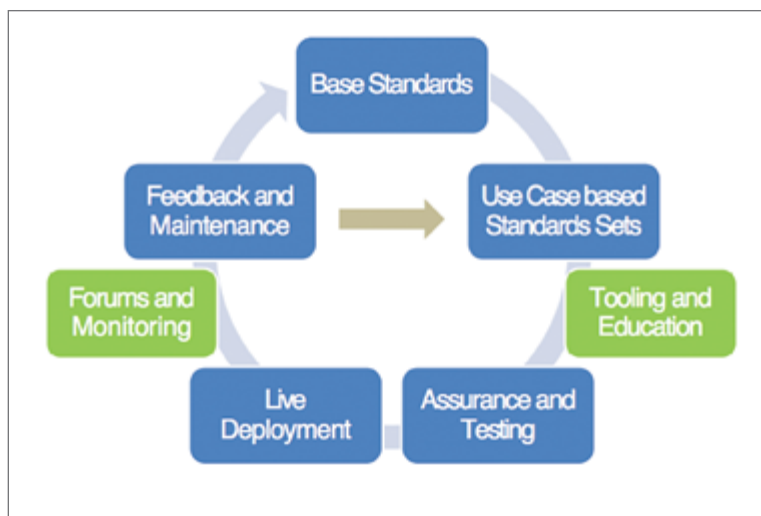 Base Standards
Feedback and
Maintenance
Use Case based
Standards Sets
Forums and
Monitoring
Tooling and
Education
Live
Deployment
Assurance and
Testing